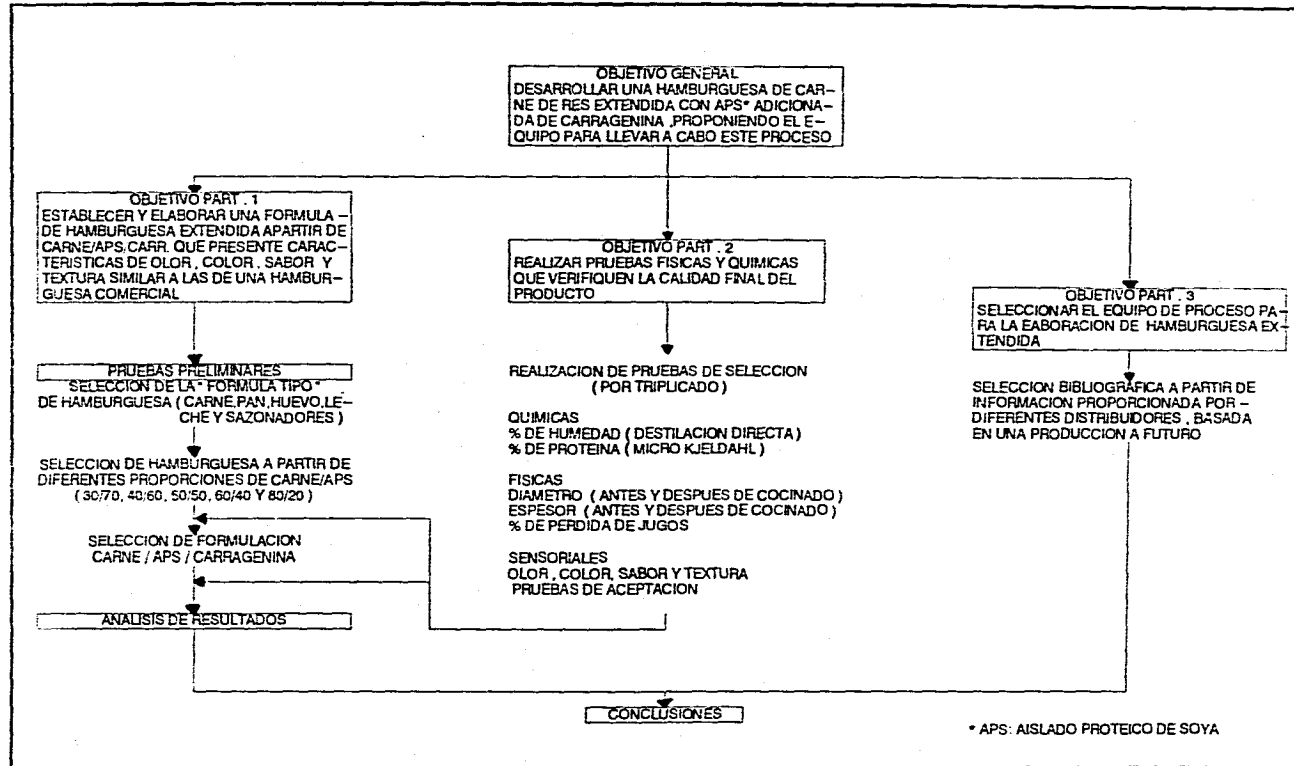 OBJETIVO GENERAL
DESARROLLAR UNA HAMBURGUESA DE CAR-
NE DE RES EXTENDIDA CON APS* ADICIONA-
DA DE CARRAGENINA ,PROPONIENDO EL E-
QUIPO PARA LLEVAR A CABO ESTE PROCESO
OBJETIVO PART . 1
ESTABLECER Y ELABORAR UNA FORMULA -
DE HAMBURGUESA EXTENDIDA APARTIR DE
CARNE/APS/CARR. QUE PRESENTE CARAC-
TERISTICAS DE OLOR , COLOR , SABOR Y
TEXTURA SIMILAR A LAS DE UNA HAMBUR-
GUESA COMERCIAL
PRUEBAS PRELIMINARES
SELECCION DE LA " FORMULA TIPO "
DE HAMBURGUESA ( CARNE,PAN,HUEVO,LE-
CHE Y SAZONADORES )
SELECCION DE HAMBURGUESA A PARTIR DE
DIFERENTES PROPORCIONES DE CARNE/APS
( 30/70, 40/60, 50/50, 60/40 Y 80/20 )
SELECCION DE FORMULACION
CARNE / APS / CARRAGENINA
ANALISIS DE RESULTADOS
OBJETIVO PART . 2
REALIZAR PRUEBAS FISICAS Y QUIMICAS
QUE VERIFIQUEN LA CALIDAD FINAL DEL
PRODUCTO
REALIZACION DE PRUEBAS DE SELECCION
( POR TRIPLICADO )
QUIMICAS
% DE HUMEDAD ( DESTILACION DIRECTA )
% DE PROTEINA ( MICRO KJELDAHL )
FISICAS
DIAMETRO ( ANTES Y DESPUES DE COCINADO )
ESPESOR ( ANTES Y DESPUES DE COCINADO )
% DE PERDIDA DE JUGOS
SENSORIALES
OLOR , COLOR, SABOR Y TEXTURA
PRUEBAS DE ACEPTACION
OBJETIVO PART . 3
SELECCIONAR EL EQUIPO DE PROCESO PA-
RA LA EABORACION DE HAMBURGUESA EX-
TENDIDA
SELECCION BIBLIOGRAFICA A PARTIR DE
INFORMACION PROPORCIONADA POR -
DIFERENTES DISTRIBUIDORES , BASADA
EN UNA PRODUCCION A FUTURO
CONCLUSIONES
* APS: AISLADO PROTEICO DE SOYA